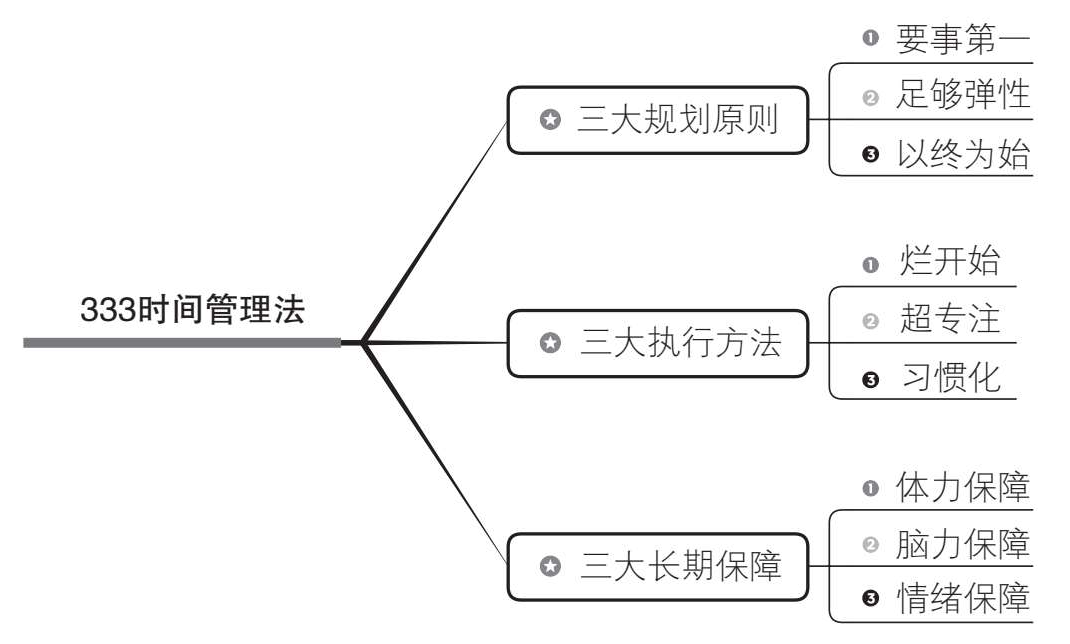 333时间管理法
三大规划原则
1 要事第一
2 足够弹性
3 以终为始
三大执行方法
1 烂开始
2 超专注
3 习惯化
三大长期保障
1 体力保障
2 脑力保障
3 情绪保障